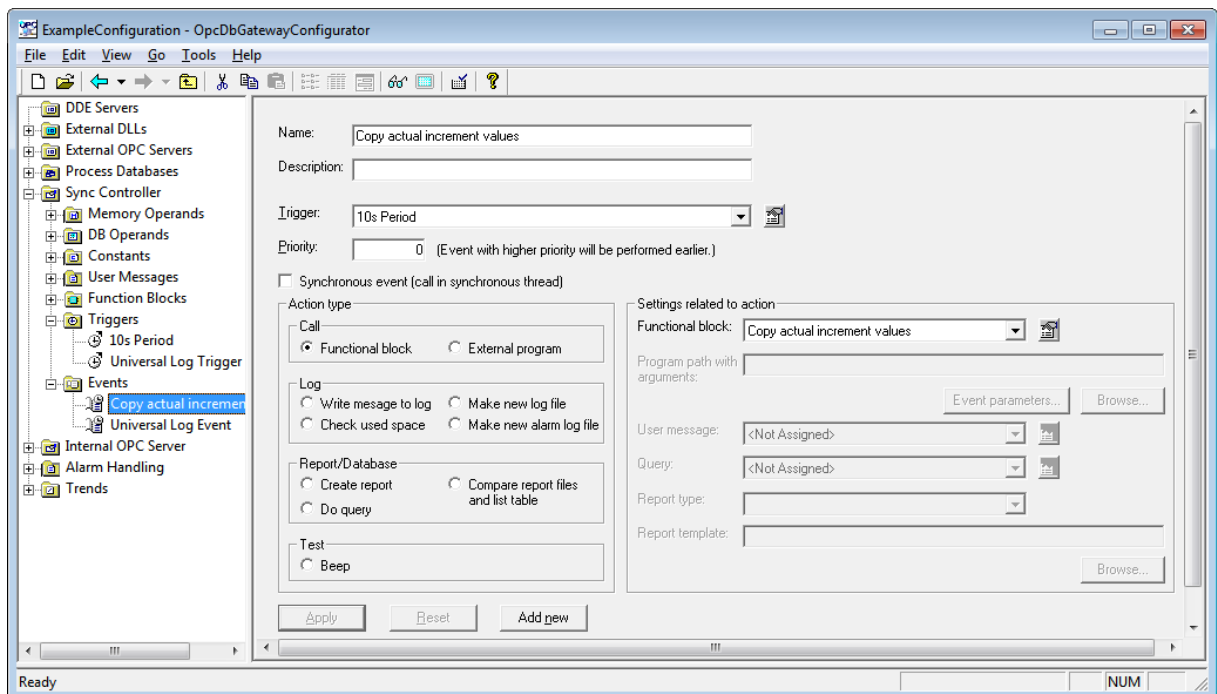 ExampleConfiguration - OpcDbGatewayConfigurator
File Edit View Go Tools Help
DDE Servers
External DLLs
External OPC Servers
Process Databases
Sync Controller
Memory Operands
DB Operands
Constants
User Messages
Function Blocks
Triggers
10s Period
Universal Log Trigger
Events
Copy actual incremen
Universal Log Event
Internal OPC Server
Alarm Handling
Trends
Name: Copy actual increment values
Description:
Trigger: 10s Period
Priority: 0 (Event with higher priority will be performed earlier.)
Synchronous event (call in synchronous thread)
Action type
Call
Functional block External program
Log
Write mesage to log Make new log file
Check used space Make new alarm log file
Report/Database
Create report Compare report files
and list table
Do query
Test
Beep
Settings related to action
Functional block: Copy actual increment values
Program path with
arguments:
Event parameters... Browse...
User message: <Not Assigned>
Query: <Not Assigned>
Report type:
Report template:
Browse...
Apply Reset Add new
Ready NUM